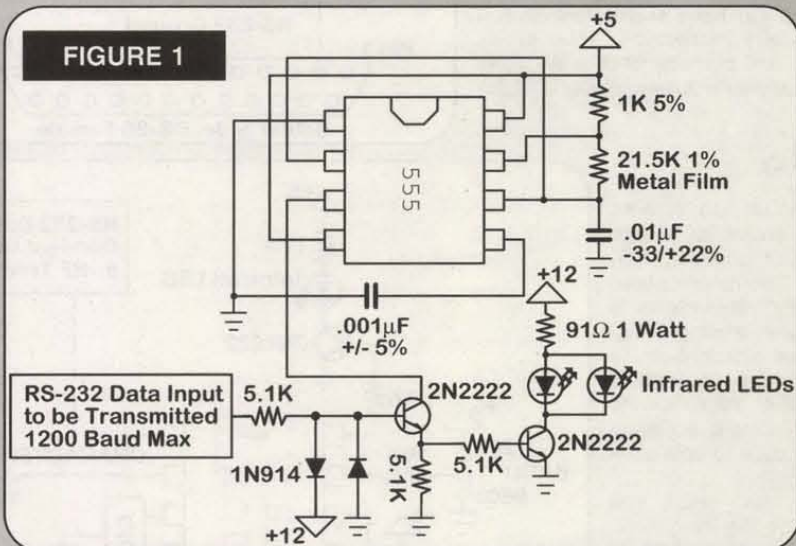 FIGURE 1
+5
1K 5%
21.5K 1%
Metal Film
555
.01µF
-33/+22%
+12
.001µF
+/- 5%
91Ω 1 Watt
Infrared LEDs
RS-232 Data Input
to be Transmitted
1200 Baud Max
5.1K
2N2222
5.1K
5.1K
2N2222
1N914
+12